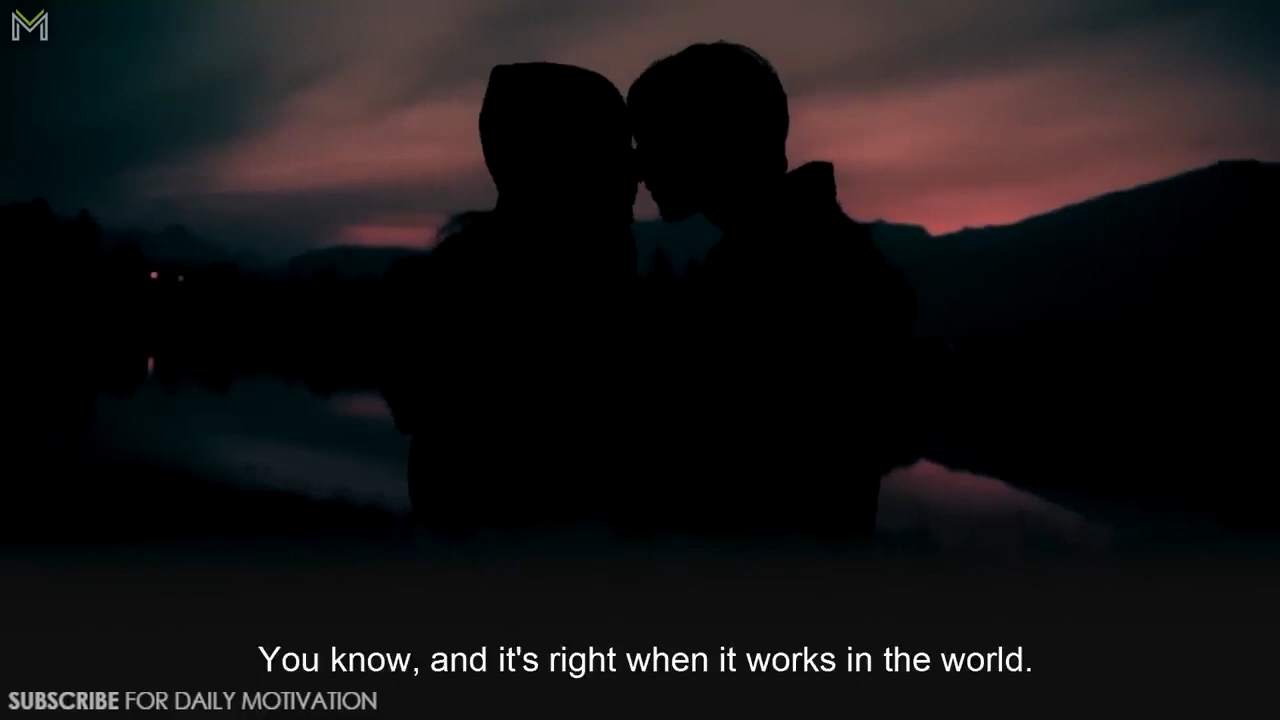 You know, and it's right when it works in the world.
SUBSCRIBE FOR DAILY MOTIVATION